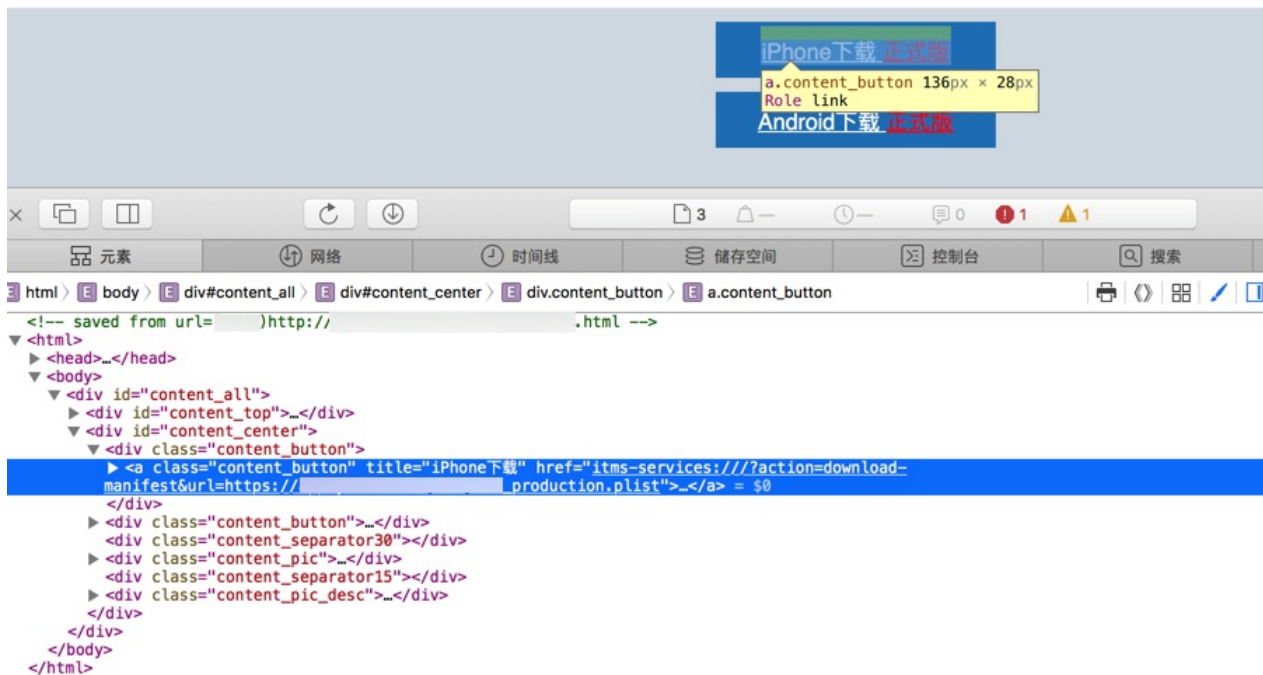 iPhone下载 正式版
a.content_button 136px × 28px
Role link
Android下载 正式版
3 — — 0 1 1
元素 网络 时间线 储存空间 控制台 搜索
E html E body E div#content_all E div#content_center E div.content_button E a.content_button
<!-- saved from url= )http:// .html -->
<html>
<head>…</head>
<body>
<div id="content_all">
<div id="content_top">…</div>
<div id="content_center">
<div class="content_button">
<a class="content_button" title="iPhone下载" href="itms-services:///?action=download-
manifest&url=https:// _production.plist">…</a> = $0
</div>
<div class="content_button">…</div>
<div class="content_separator30"></div>
<div class="content_pic">…</div>
<div class="content_separator15"></div>
<div class="content_pic_desc">…</div>
</div>
</div>
</body>
</html>